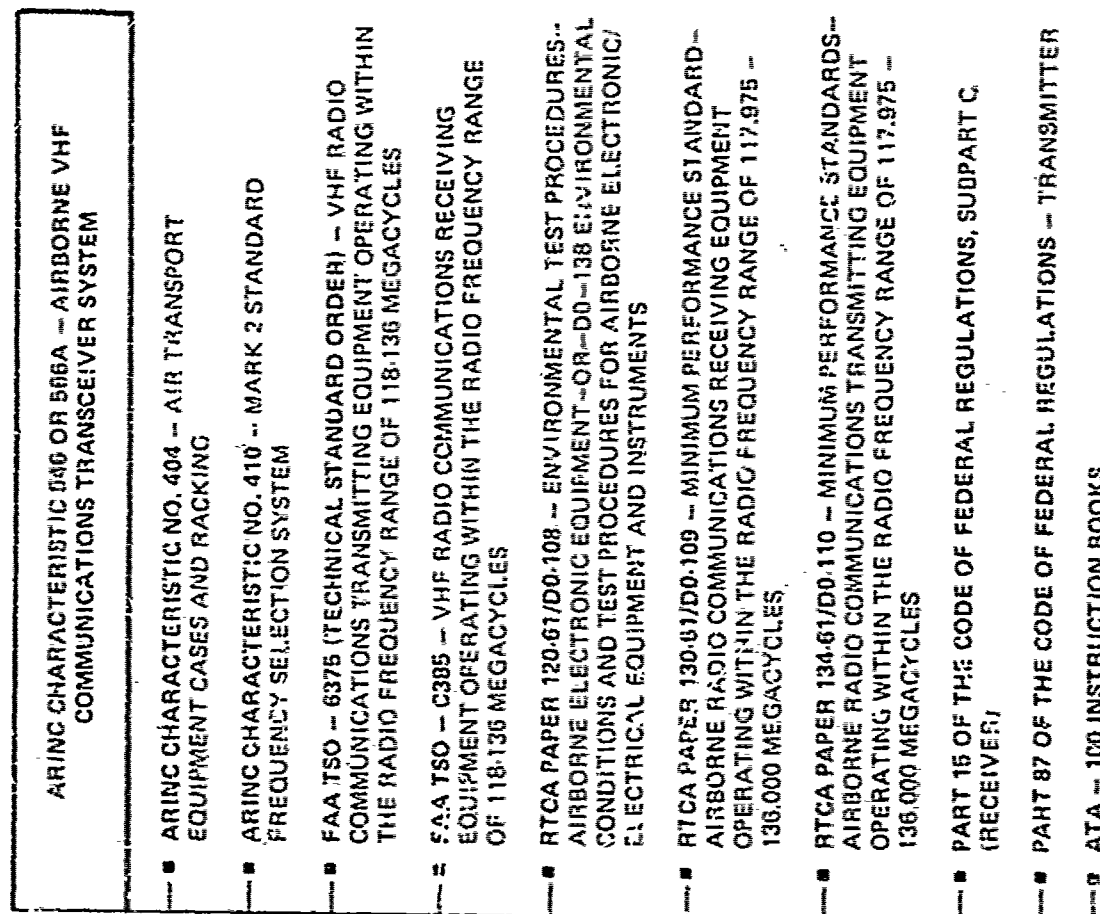 ARINC CHARACTERISTIC 546 OR 566A – AIRBORNE VHF
COMMUNICATIONS TRANSCEIVER SYSTEM
ARINC CHARACTERISTIC NO. 404 – AIR TRANSPORT
EQUIPMENT CASES AND RACKING
ARINC CHARACTERISTIC NO. 410 – MARK 2 STANDARD
FREQUENCY SELECTION SYSTEM
FAA TSO – 6375 (TECHNICAL STANDARD ORDER) – VHF RADIO
COMMUNICATIONS TRANSMITTING EQUIPMENT OPERATING WITHIN
THE RADIO FREQUENCY RANGE OF 118-136 MEGACYCLES
FAA TSO – C385 – VHF RADIO COMMUNICATIONS RECEIVING
EQUIPMENT OPERATING WITHIN THE RADIO FREQUENCY RANGE
OF 118-136 MEGACYCLES
RTCA PAPER 120-61/D0-108 – ENVIRONMENTAL TEST PROCEDURES–
AIRBORNE ELECTRONIC EQUIPMENT–OR–D0–138 ENVIRONMENTAL
CONDITIONS AND TEST PROCEDURES FOR AIRBORNE ELECTRONIC/
ELECTRICAL EQUIPMENT AND INSTRUMENTS
RTCA PAPER 130-61/D0-109 – MINIMUM PERFORMANCE STANDARD–
AIRBORNE RADIO COMMUNICATIONS RECEIVING EQUIPMENT
OPERATING WITHIN THE RADIO FREQUENCY RANGE OF 117.975 –
136.000 MEGACYCLES
RTCA PAPER 134-61/D0-110 – MINIMUM PERFORMANCE STANDARDS–
AIRBORNE RADIO COMMUNICATIONS TRANSMITTING EQUIPMENT
OPERATING WITHIN THE RADIO FREQUENCY RANGE OF 117.975 –
136.000 MEGACYCLES
PART 15 OF THE CODE OF FEDERAL REGULATIONS, SUBPART C,
(RECEIVER)
PART 87 OF THE CODE OF FEDERAL REGULATIONS – TRANSMITTER
ATA – 100 INSTRUCTION BOOKS